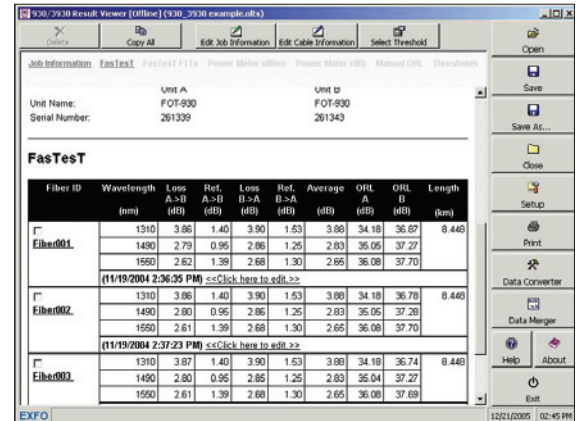 930/3930 Result Viewer [Offline] (930_3930 example.olts)
Delete
Copy All
Edit Job Information
Edit Cable Information
Select Threshold
Open
Job Information FasTesT FasTesT FTTx Power Meter (dBm) Power Meter (dB) Manual ORL Thresholds
Save
Unit A Unit B
Unit Name: FOT-930 FOT-930
Serial Number: 261339 261343
Save As...
Close
FasTesT
Setup
Fiber ID Wavelength (nm) Loss A->B (dB) Ref. A->B (dB) Loss B->A (dB) Ref. B->A (dB) Average (dB) ORL A (dB) ORL B (dB) Length (km)
Fiber001 1310 3.86 1.40 3.90 1.53 3.88 34.18 36.87 8.448
1490 2.79 0.95 2.86 1.25 2.83 35.05 37.27
1550 2.62 1.39 2.68 1.30 2.65 36.08 37.70
(11/19/2004 2:36:35 PM) <<Click here to edit.>>
Print
Data Converter
Fiber002 1310 3.86 1.40 3.90 1.53 3.88 34.18 36.78 8.448
1490 2.80 0.95 2.86 1.25 2.83 35.05 37.28
1550 2.61 1.39 2.68 1.30 2.65 36.08 37.70
(11/19/2004 2:37:23 PM) <<Click here to edit.>>
Data Merger
Help About
Fiber003 1310 3.87 1.40 3.90 1.53 3.88 34.18 36.74 8.448
1490 2.80 0.95 2.85 1.25 2.83 35.04 37.27
1550 2.61 1.39 2.68 1.30 2.65 36.08 37.69
Exit
EXFO
12/21/2005 02:45 PM